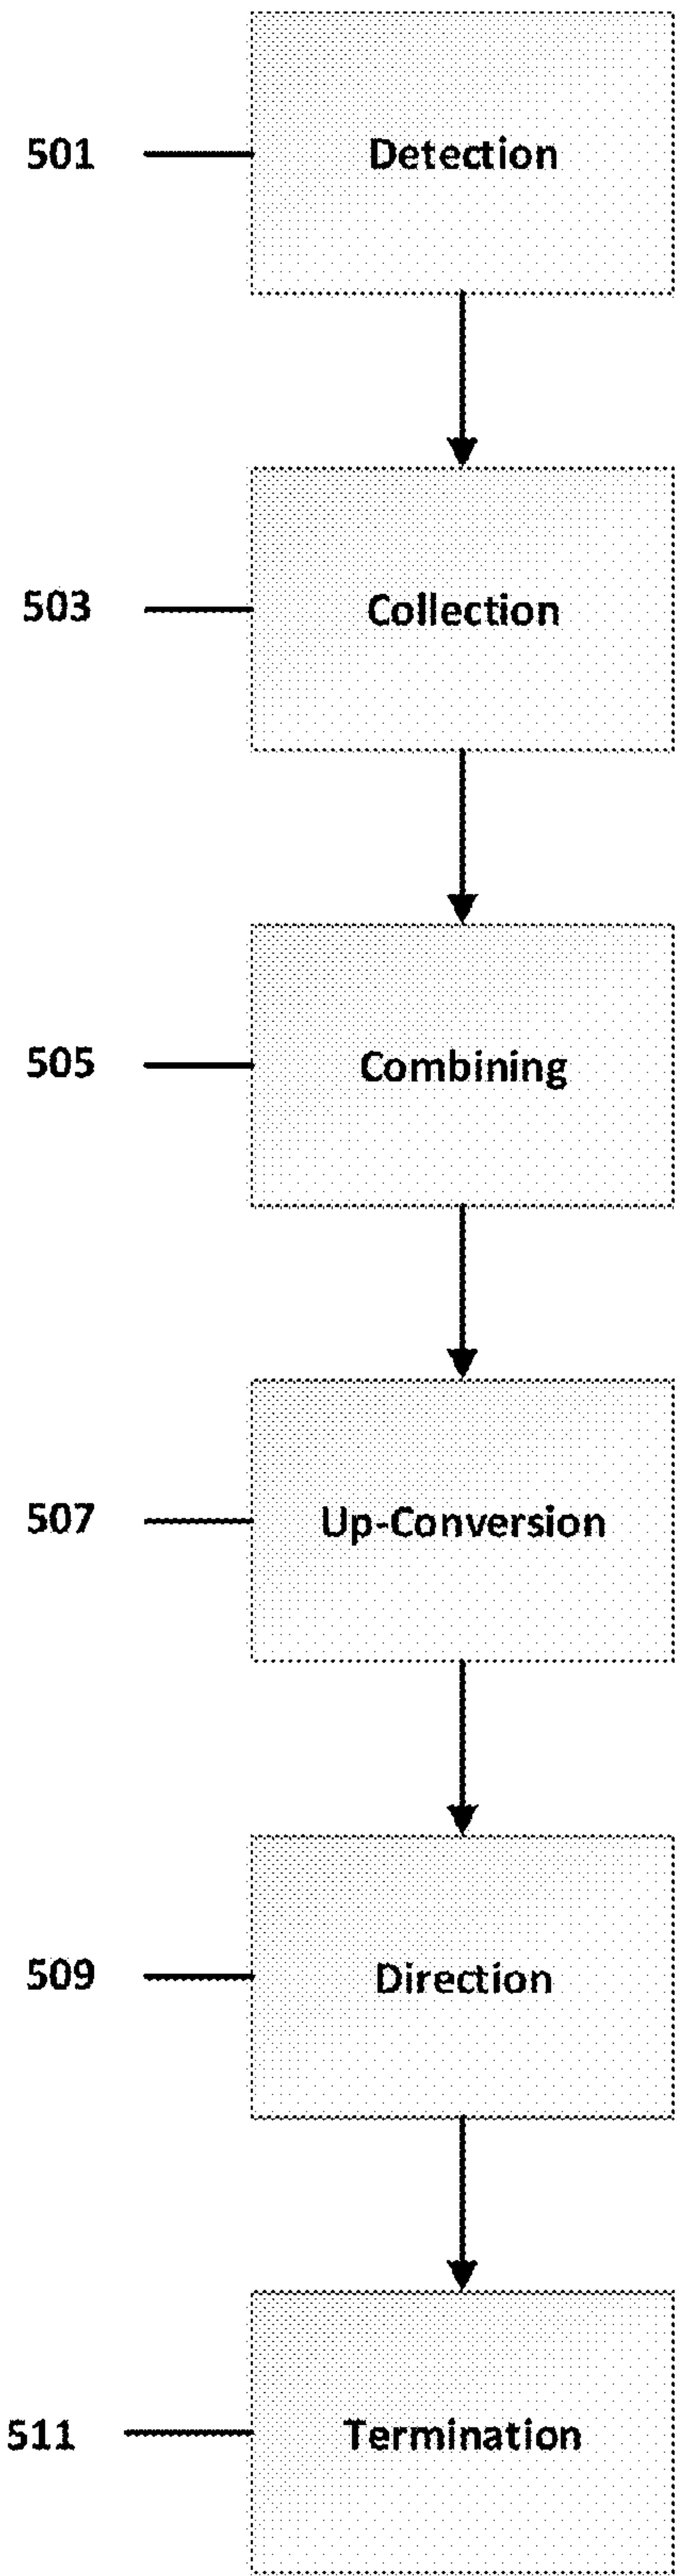 501 Detection
503 Collection
505 Combining
507 Up-Conversion
509 Direction
511 Termination